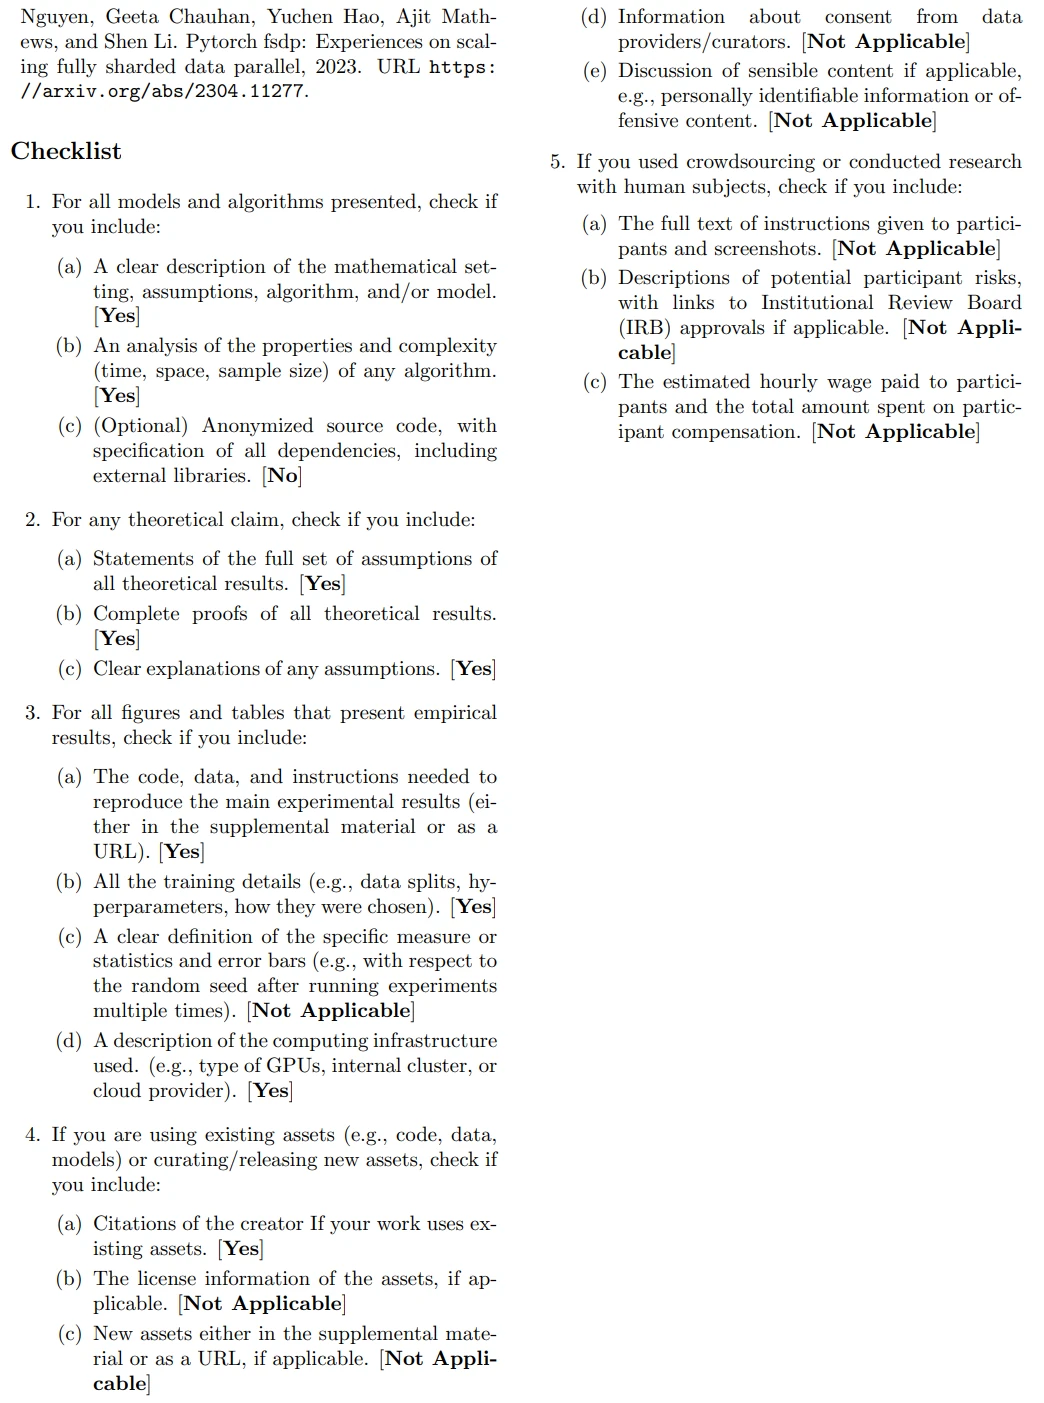 Nguyen, Geeta Chauhan, Yuchen Hao, Ajit Math-
ews, and Shen Li. Pytorch fsdp: Experiences on scal-
ing fully sharded data parallel, 2023. URL https:
//arxiv.org/abs/2304.11277.
Checklist
1. For all models and algorithms presented, check if
you include:
(a) A clear description of the mathematical set-
ting, assumptions, algorithm, and/or model.
[Yes]
(b) An analysis of the properties and complexity
(time, space, sample size) of any algorithm.
[Yes]
(c) (Optional) Anonymized source code, with
specification of all dependencies, including
external libraries. [No]
2. For any theoretical claim, check if you include:
(a) Statements of the full set of assumptions of
all theoretical results. [Yes]
(b) Complete proofs of all theoretical results.
[Yes]
(c) Clear explanations of any assumptions. [Yes]
3. For all figures and tables that present empirical
results, check if you include:
(a) The code, data, and instructions needed to
reproduce the main experimental results (ei-
ther in the supplemental material or as a
URL). [Yes]
(b) All the training details (e.g., data splits, hy-
perparameters, how they were chosen). [Yes]
(c) A clear definition of the specific measure or
statistics and error bars (e.g., with respect to
the random seed after running experiments
multiple times). [Not Applicable]
(d) A description of the computing infrastructure
used. (e.g., type of GPUs, internal cluster, or
cloud provider). [Yes]
4. If you are using existing assets (e.g., code, data,
models) or curating/releasing new assets, check if
you include:
(a) Citations of the creator If your work uses ex-
isting assets. [Yes]
(b) The license information of the assets, if ap-
plicable. [Not Applicable]
(c) New assets either in the supplemental mate-
rial or as a URL, if applicable. [Not Appli-
cable]
(d) Information about consent from data
providers/curators. [Not Applicable]
(e) Discussion of sensible content if applicable,
e.g., personally identifiable information or of-
fensive content. [Not Applicable]
5. If you used crowdsourcing or conducted research
with human subjects, check if you include:
(a) The full text of instructions given to partici-
pants and screenshots. [Not Applicable]
(b) Descriptions of potential participant risks,
with links to Institutional Review Board
(IRB) approvals if applicable. [Not Appli-
cable]
(c) The estimated hourly wage paid to partici-
pants and the total amount spent on partic-
ipant compensation. [Not Applicable]